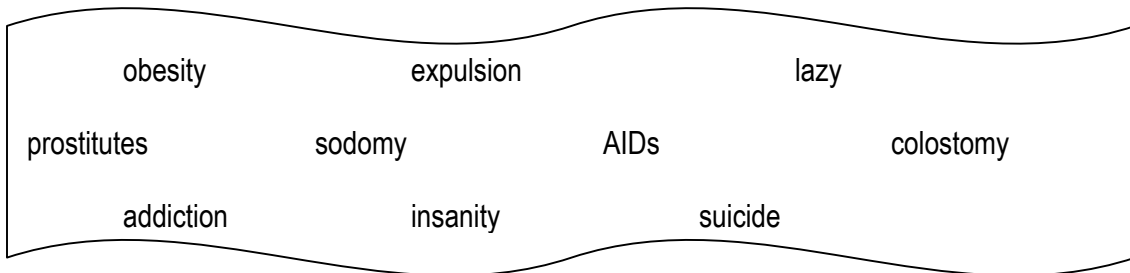 obesity expulsion lazy
prostitutes sodomy AIDs colostomy
addiction insanity suicide